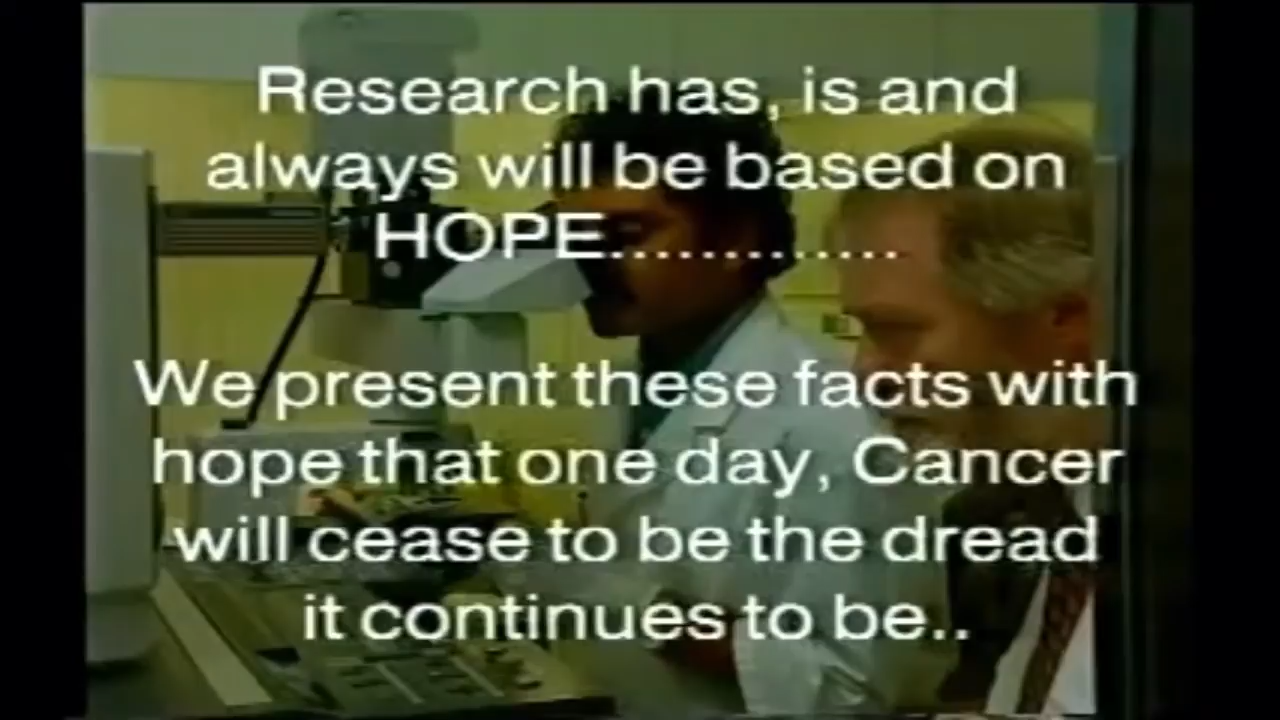 Research has, is and
always will be based on
HOPE.............
We present these facts with
hope that one day, Cancer
will cease to be the dread
it continues to be..